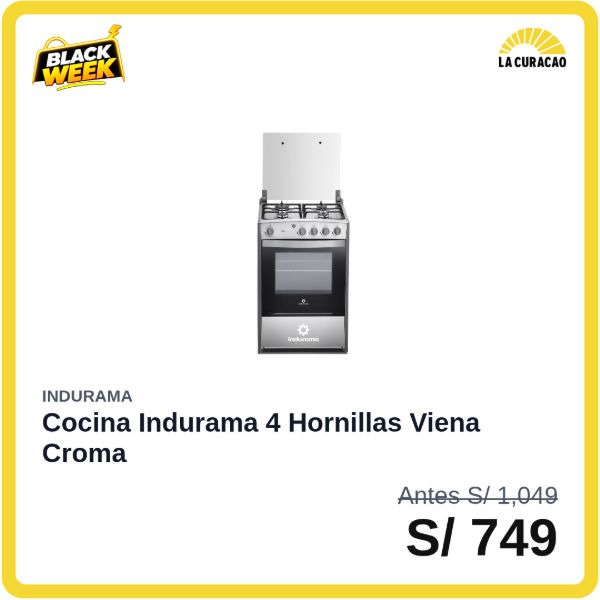 BLACK
WEEK
LA CURACAO
indurama
INDURAMA
Cocina Indurama 4 Hornillas Viena
Croma
Antes S/ 1,049
S/ 749